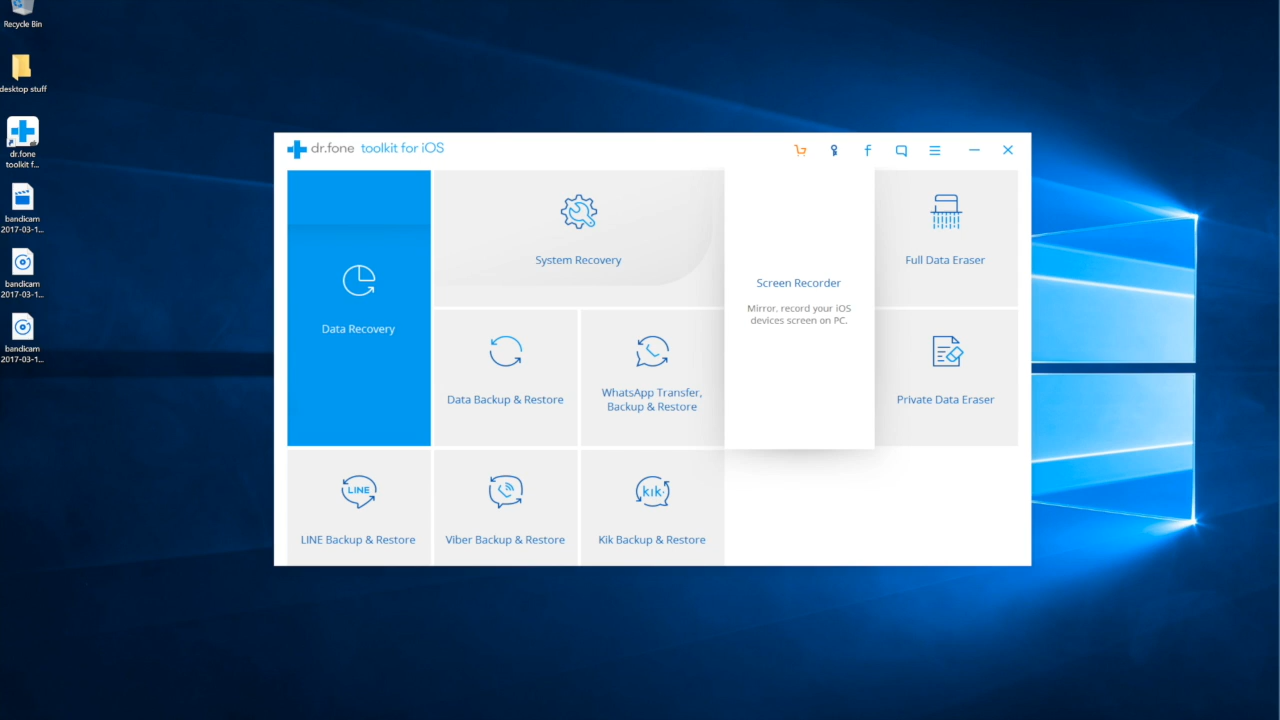 Recycle Bin
desktop stuff
dr.fone
toolkit f...
bandicam
2017-03-1...
bandicam
2017-03-1...
bandicam
2017-03-1...
dr.fone toolkit for iOS
Data Recovery
System Recovery
Screen Recorder
Mirror, record your iOS
devices screen on PC.
Full Data Eraser
Data Backup & Restore
WhatsApp Transfer,
Backup & Restore
Private Data Eraser
LINE
LINE Backup & Restore
Viber Backup & Restore
kik
Kik Backup & Restore